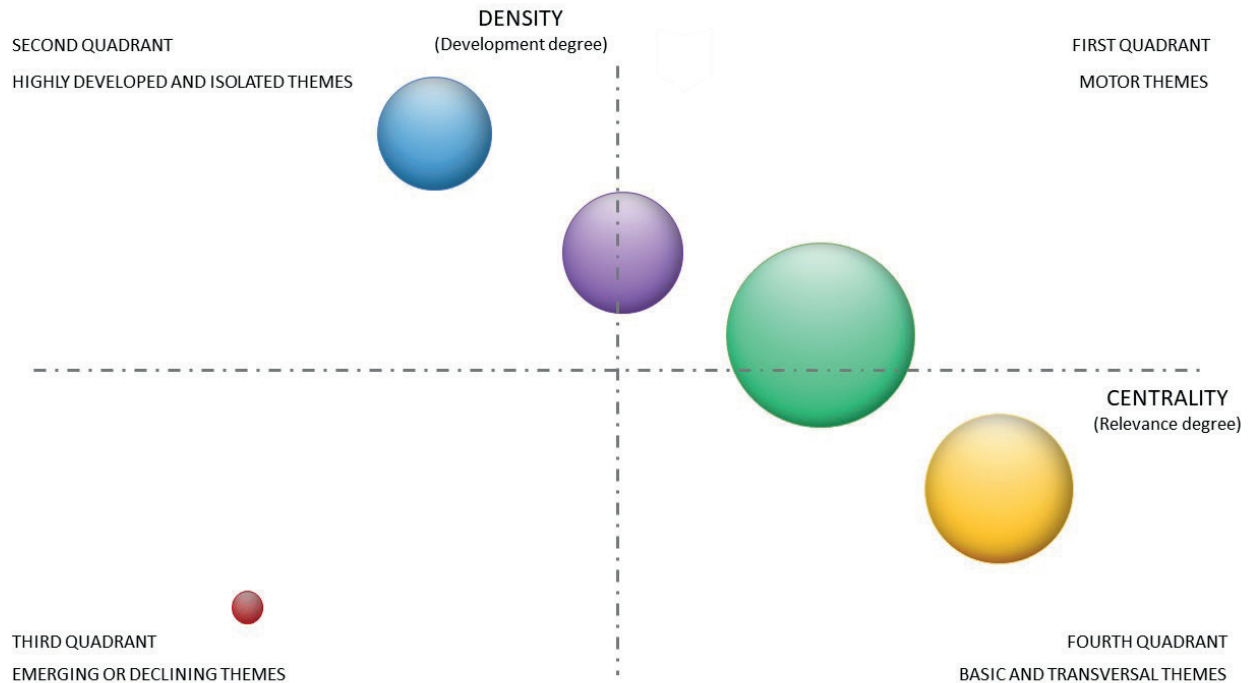 DENSITY
(Development degree)
SECOND QUADRANT
HIGHLY DEVELOPED AND ISOLATED THEMES
FIRST QUADRANT
MOTOR THEMES
CENTRALITY
(Relevance degree)
THIRD QUADRANT
EMERGING OR DECLINING THEMES
FOURTH QUADRANT
BASIC AND TRANSVERSAL THEMES